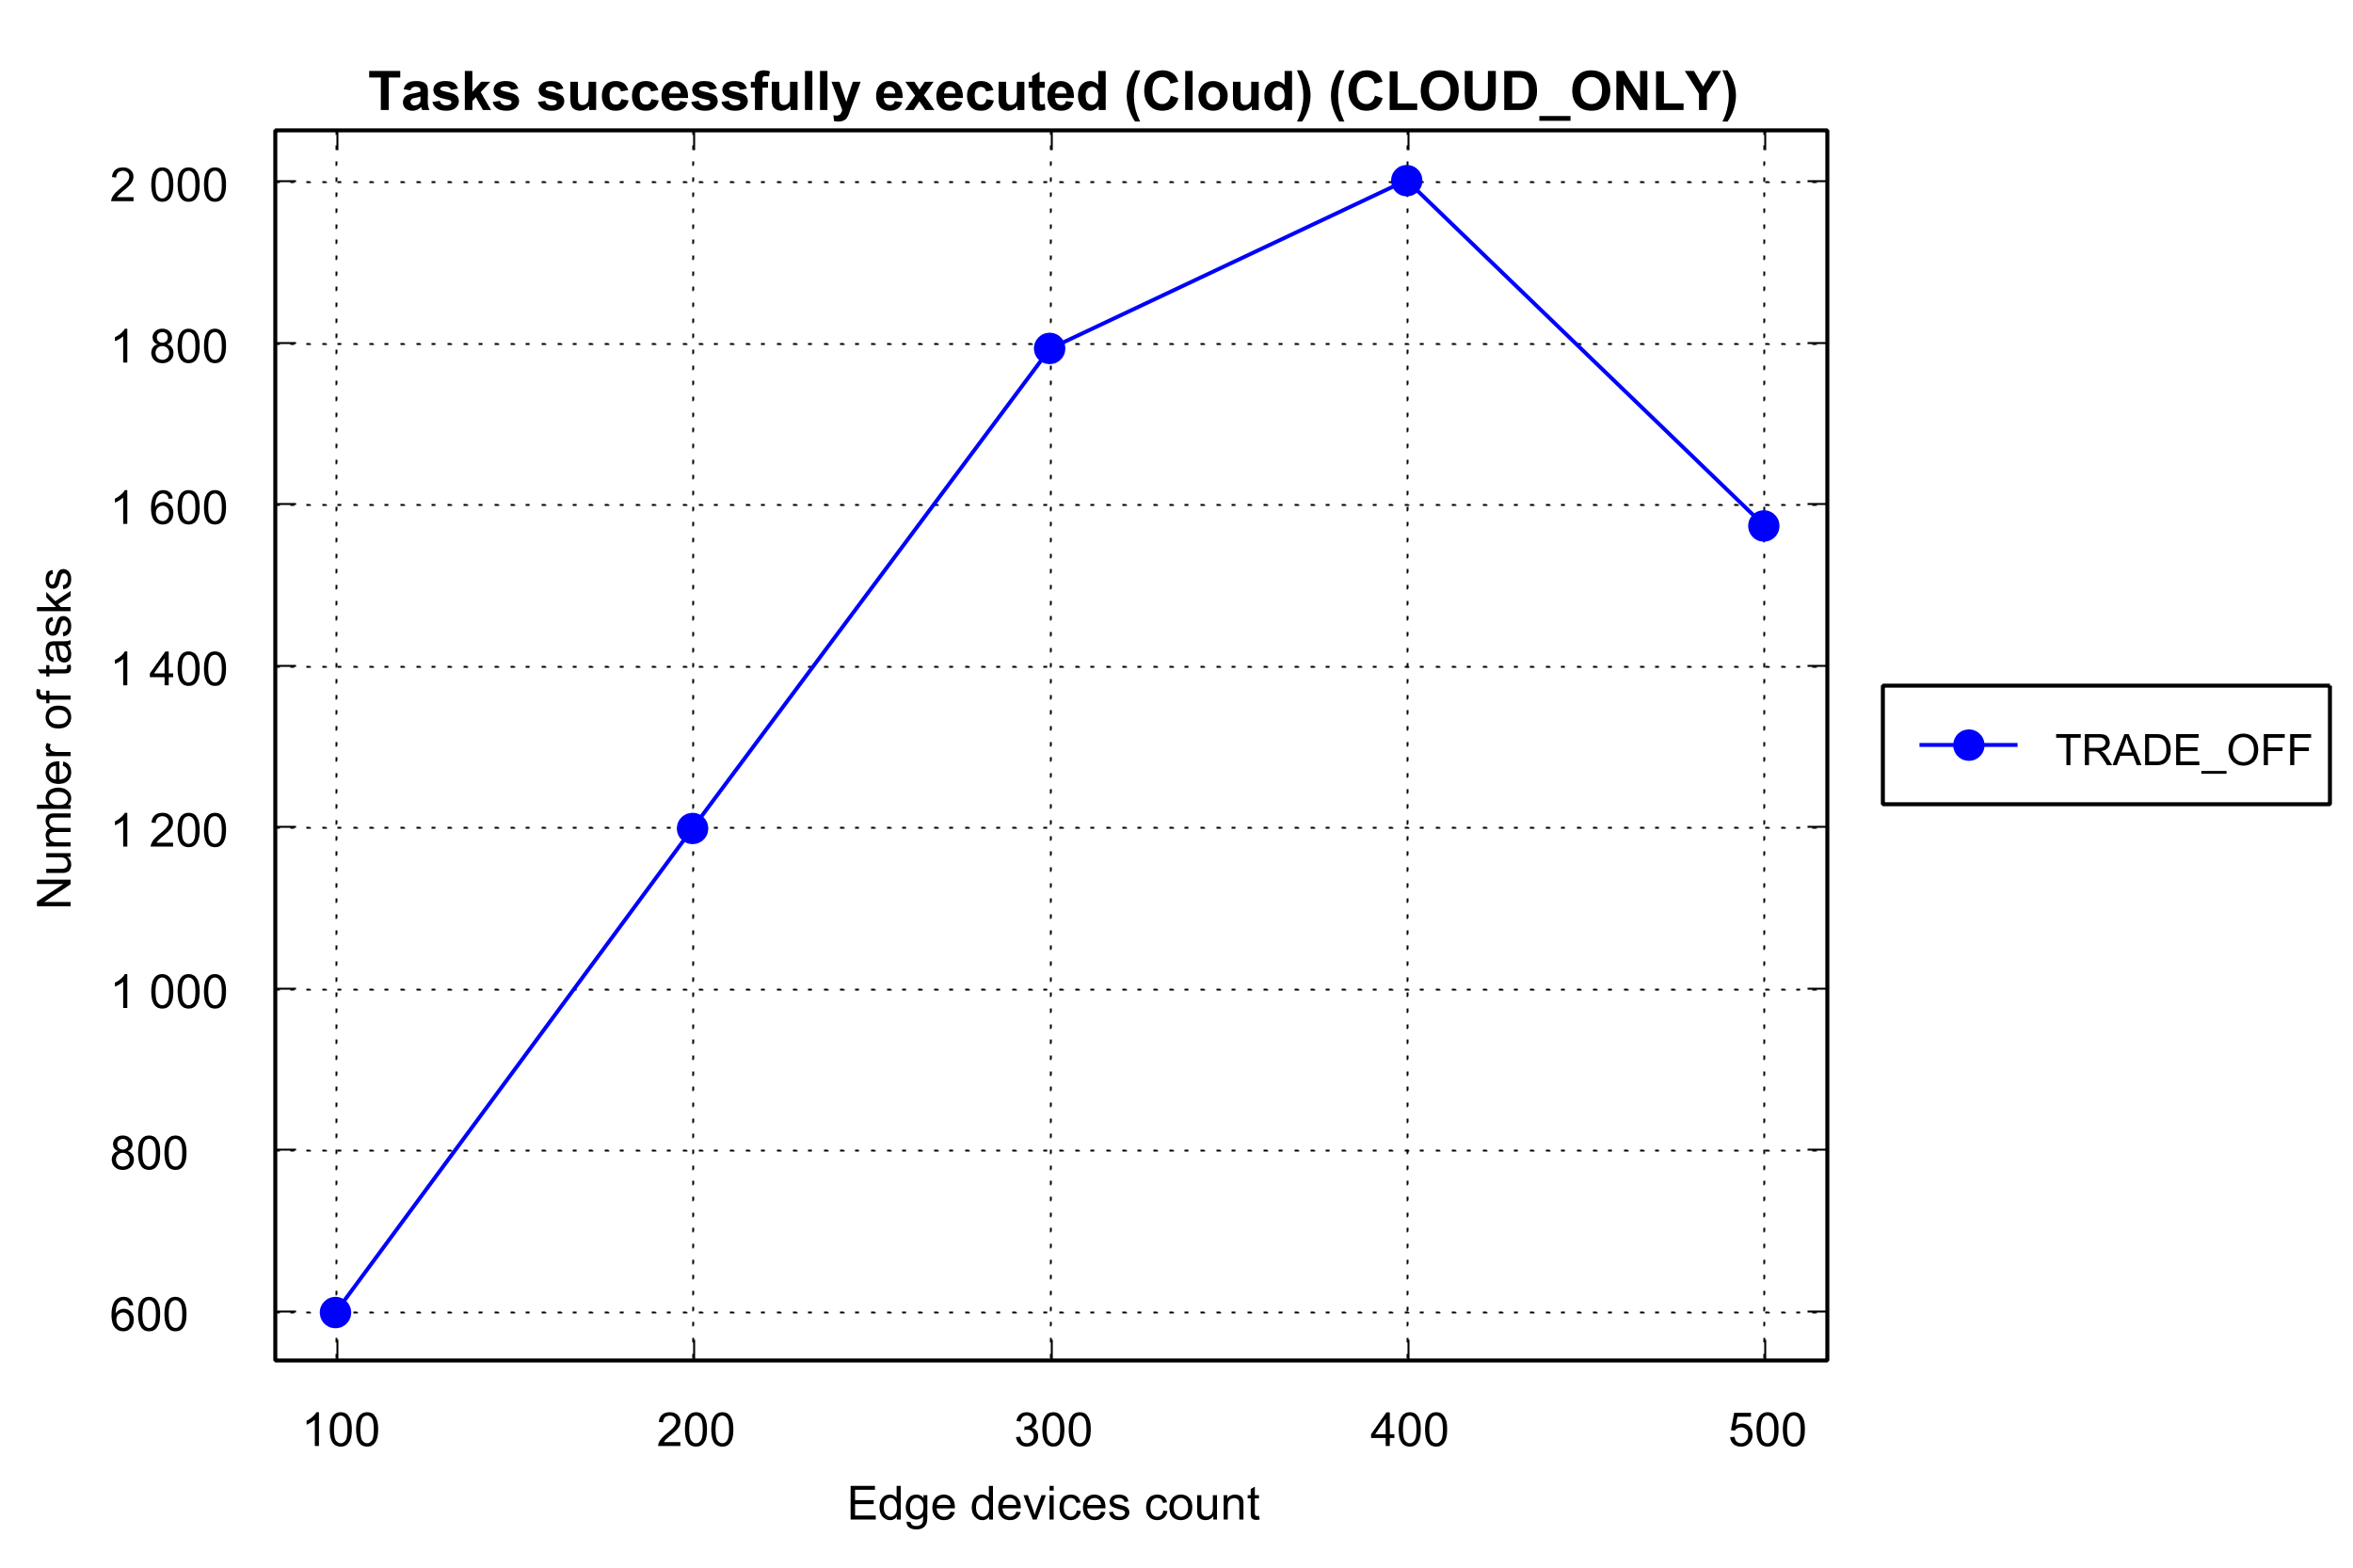 Tasks successfully executed (Cloud) (CLOUD_ONLY)
2 000
1 800
1 600
1 400
1 200
1 000
800
600
Number of tasks
100 200 300 400 500
Edge devices count
TRADE_OFF